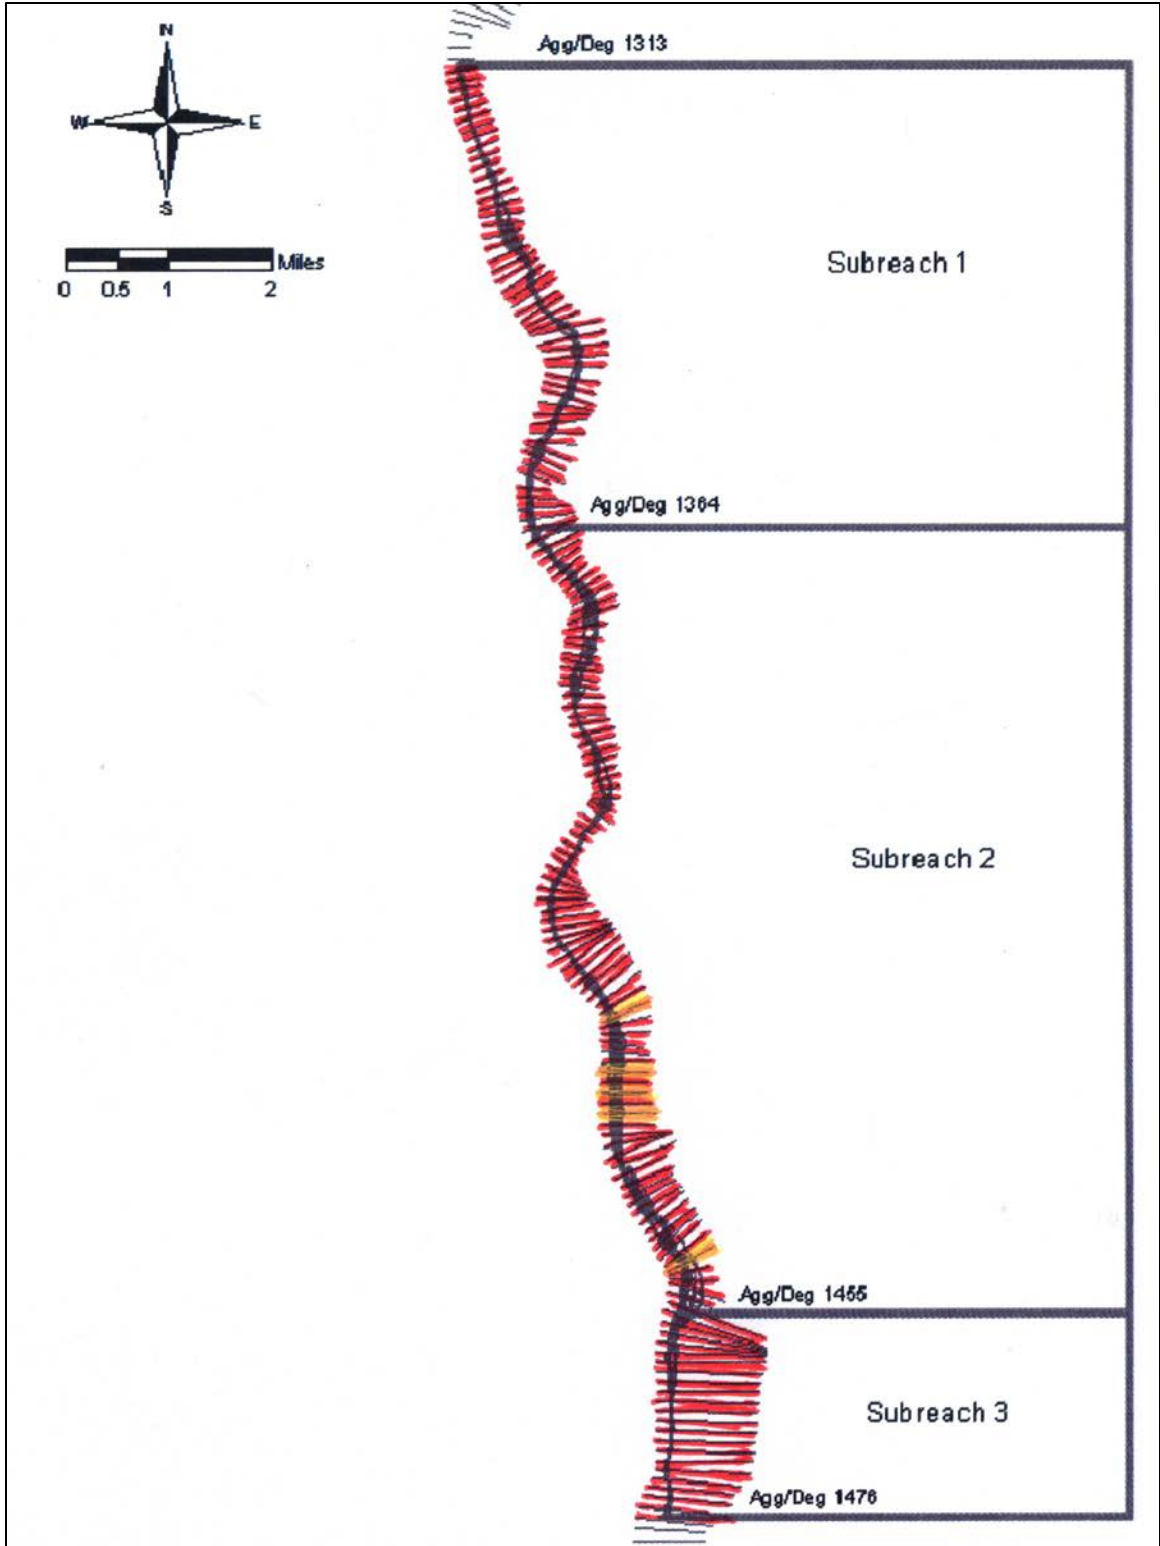 N
Agg/Deg 1313
W E
S
Miles
0 0.5 1 2
Subreach 1
Agg/Deg 1364
Subreach 2
Agg/Deg 1455
Subreach 3
Agg/Deg 1476